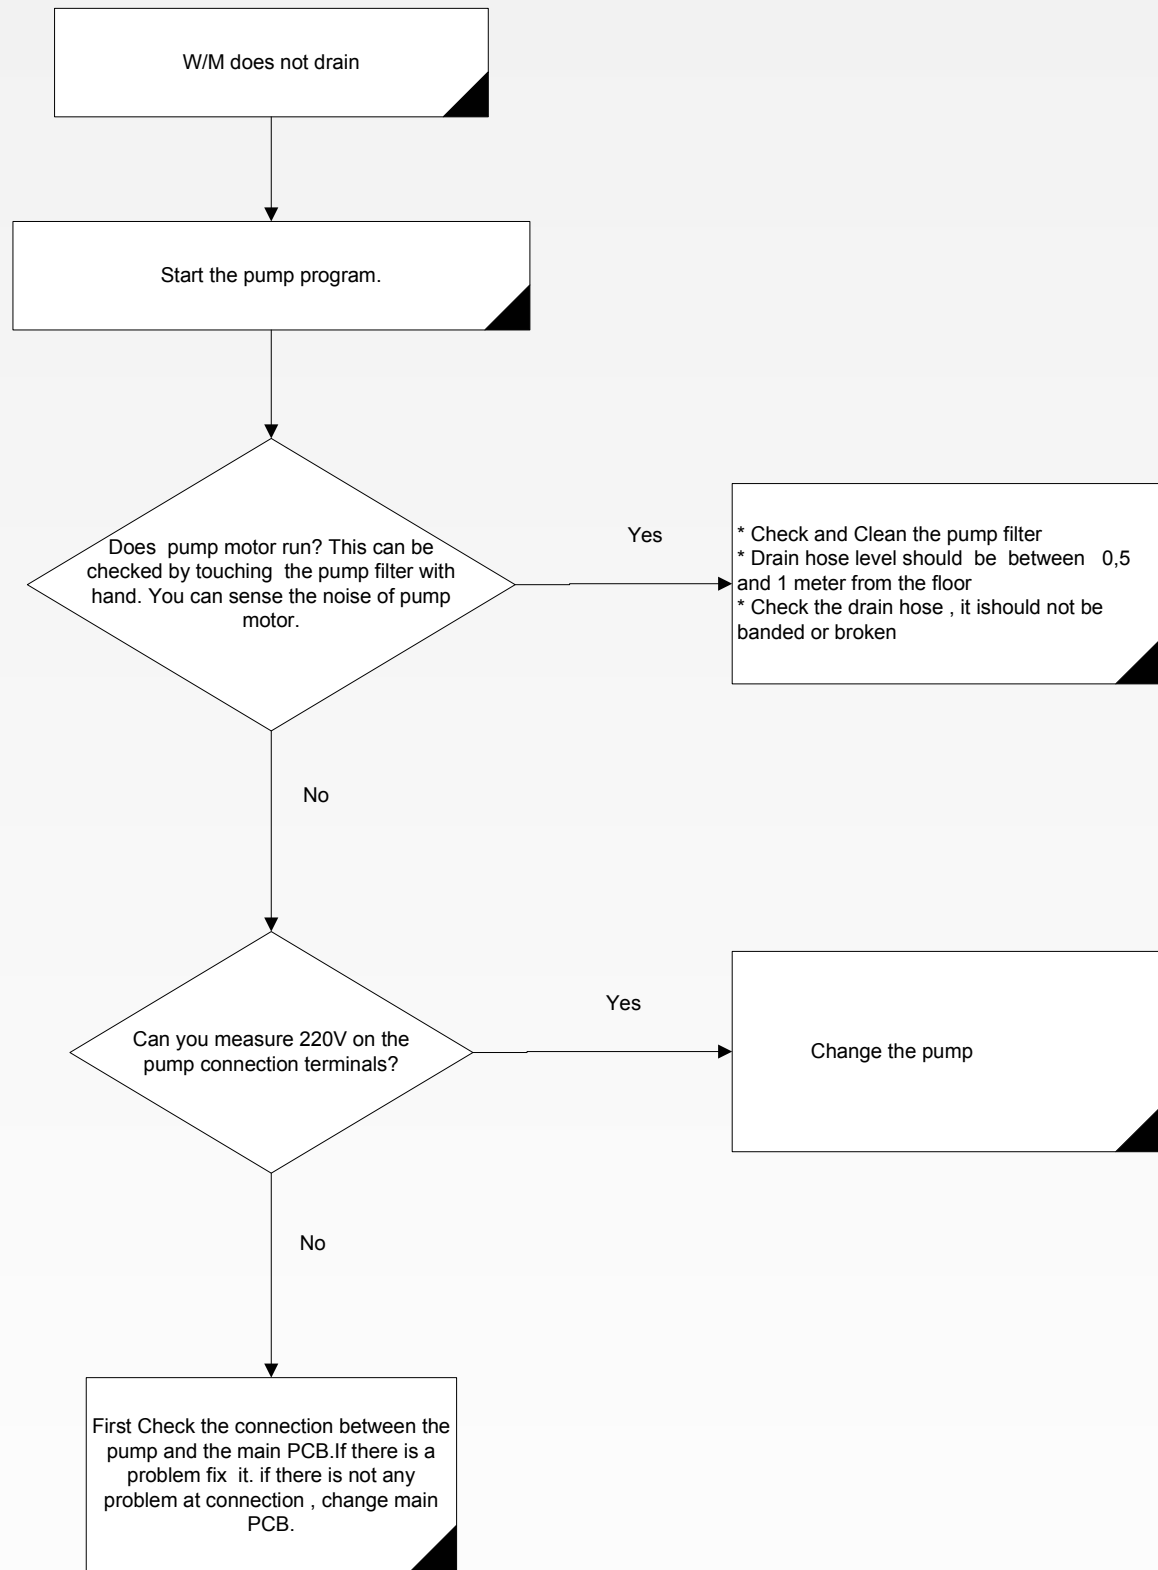 W/M does not drain
Start the pump program.
Does pump motor run? This can be
checked by touching the pump filter with
hand. You can sense the noise of pump
motor.
Yes
* Check and Clean the pump filter
* Drain hose level should be between 0,5
and 1 meter from the floor
* Check the drain hose , it ishould not be
banded or broken
No
Can you measure 220V on the
pump connection terminals?
Yes
Change the pump
No
First Check the connection between the
pump and the main PCB.If there is a
problem fix it. if there is not any
problem at connection , change main
PCB.